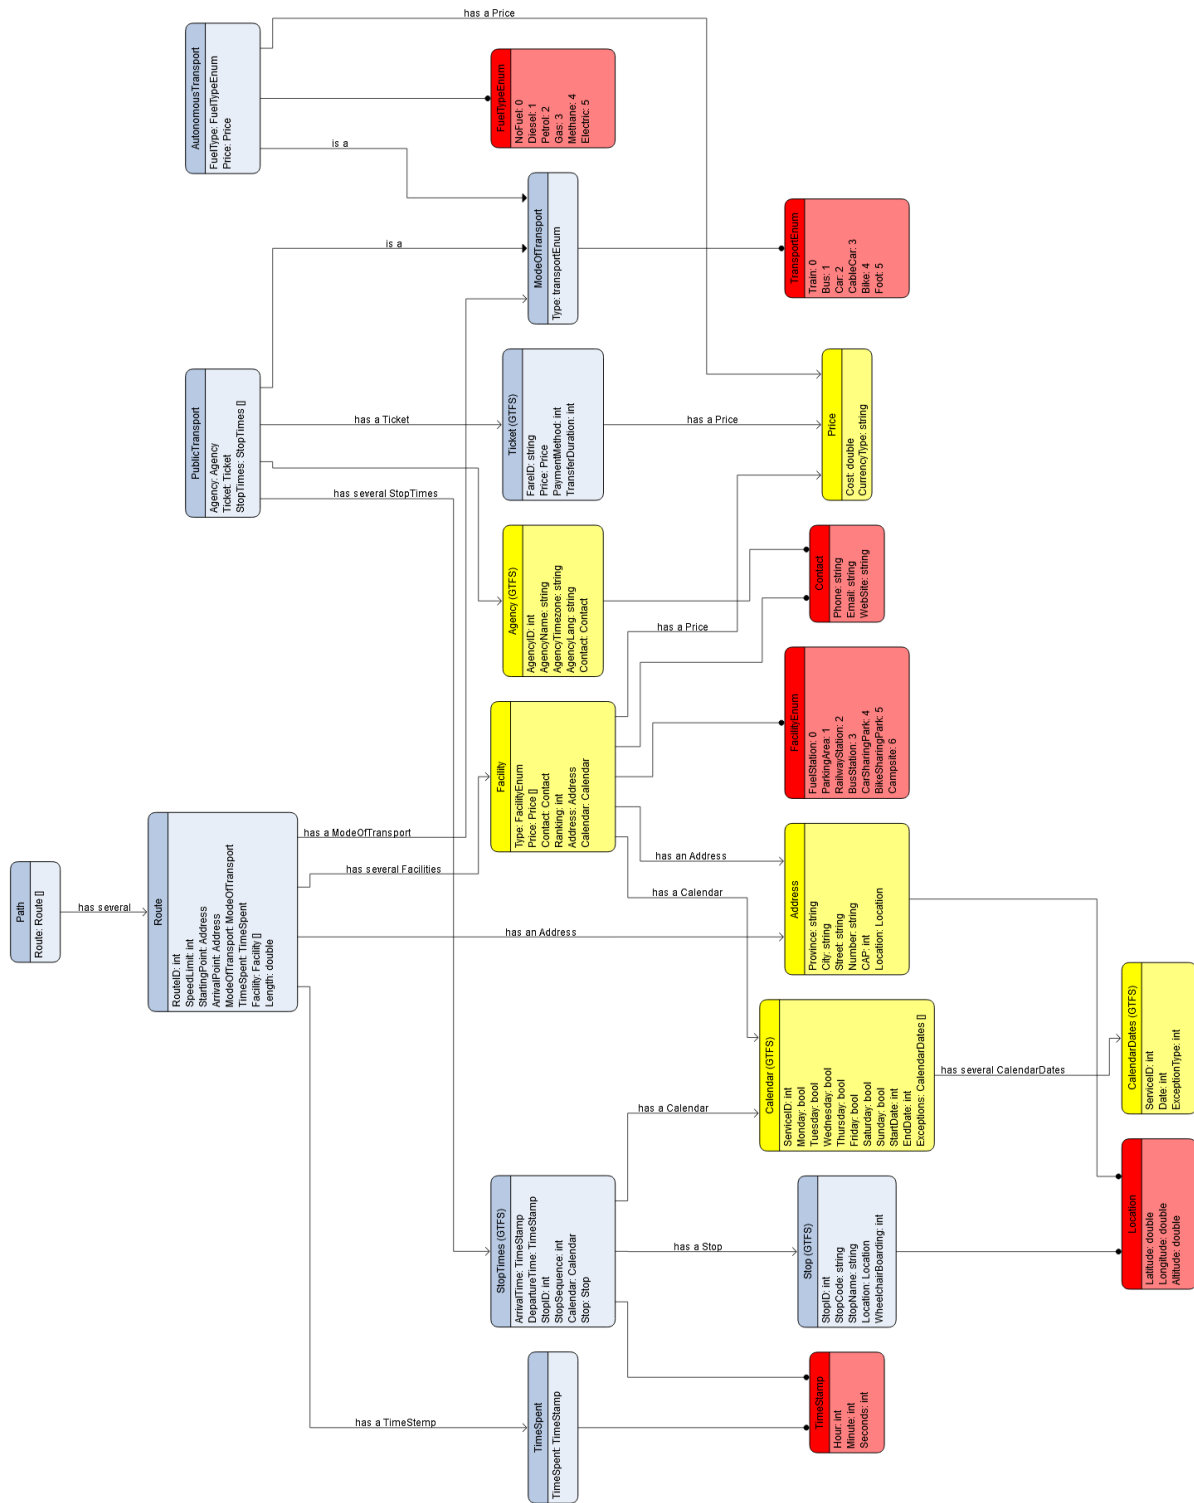 has a Price
AutonomousTransport
FuelType: FuelTypeEnum
Price: Price
FuelTypeEnum
NoFuel: 0
Diesel: 1
Petrol: 2
Gas: 3
Methane: 4
Electric: 5
is a
ModeOfTransport
Type: transportEnum
is a
TransportEnum
Train: 0
Bus: 1
Car: 2
CableCar: 3
Bike: 4
Foot: 5
PublicTransport
Agency: Agency
Ticket: Ticket
StopTimes: StopTimes []
has a Ticket
Ticket (GTFS)
FareID: string
Price: Price
PaymentMethod: int
TransferDuration: int
has a Price
Price
Cost: double
CurrencyType: string
has several StopTimes
Agency (GTFS)
AgencyID: int
AgencyName: string
AgencyTimezone: string
AgencyLang: string
Contact: Contact
Contact
Phone: string
Email: string
WebSite: string
has a Price
Facility
Type: FacilityEnum
Price: Price []
Contact: Contact
Ranking: int
Address: Address
Calendar: Calendar
FacilityEnum
FuelStation: 0
ParkingArea: 1
RailwayStation: 2
BusStation: 3
CarSharingPark: 4
BikeSharingPark: 5
Campsite: 6
Path
Route: Route []
has several
Route
RouteID: int
SpeedLimit: int
StartingPoint: Address
ArrivalPoint: Address
ModeOfTransport: ModeOfTransport
TimeSpent: TimeSpent
Facility: Facility []
Length: double
has a ModeOfTransport
has several Facilities
has an Address
has an Address
has a Calendar
Address
Province: string
City: string
Street: string
Number: string
CAP: int
Location: Location
Calendar (GTFS)
ServiceID: int
Monday: bool
Tuesday: bool
Wednesday: bool
Thursday: bool
Friday: bool
Saturday: bool
Sunday: bool
StartDate: int
EndDate: int
Exceptions: CalendarDates []
has several CalendarDates
CalendarDates (GTFS)
ServiceID: int
Date: int
ExceptionType: int
has a Calendar
StopTimes (GTFS)
ArrivalTime: TimeStamp
DepartureTime: TimeStamp
StopID: int
StopSequence: int
Calendar: Calendar
Stop: Stop
has a Stop
Stop (GTFS)
StopID: int
StopCode: string
StopName: string
Location: Location
WheelchairBoarding: int
Location
Latitude: double
Longitude: double
Altitude: double
has a TimeStemp
TimeSpent
TimeSpent: TimeStamp
TimeStamp
Hour: int
Minute: int
Seconds: int